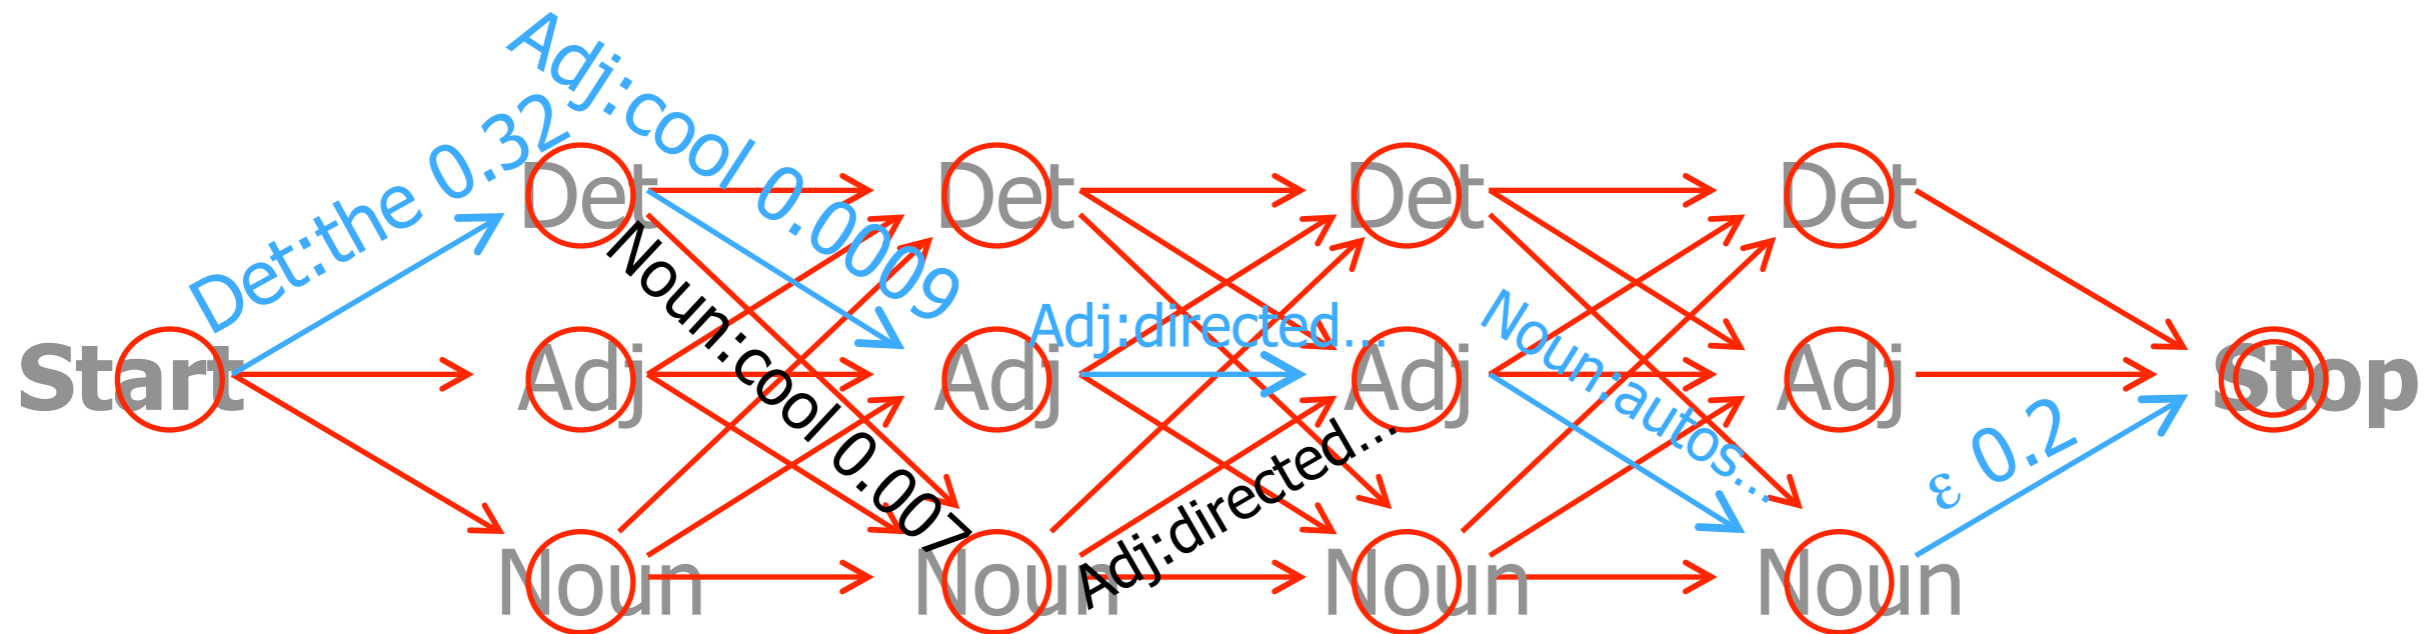 Adj:cool 0.0009
Det:the 0.32
Det Det Det Det
Noun:cool 0.007
Adj:directed...
Noun:autos...
Start Adj Adj Adj Adj Stop
Adj:directed...
ε 0.2
Noun Noun Noun Noun